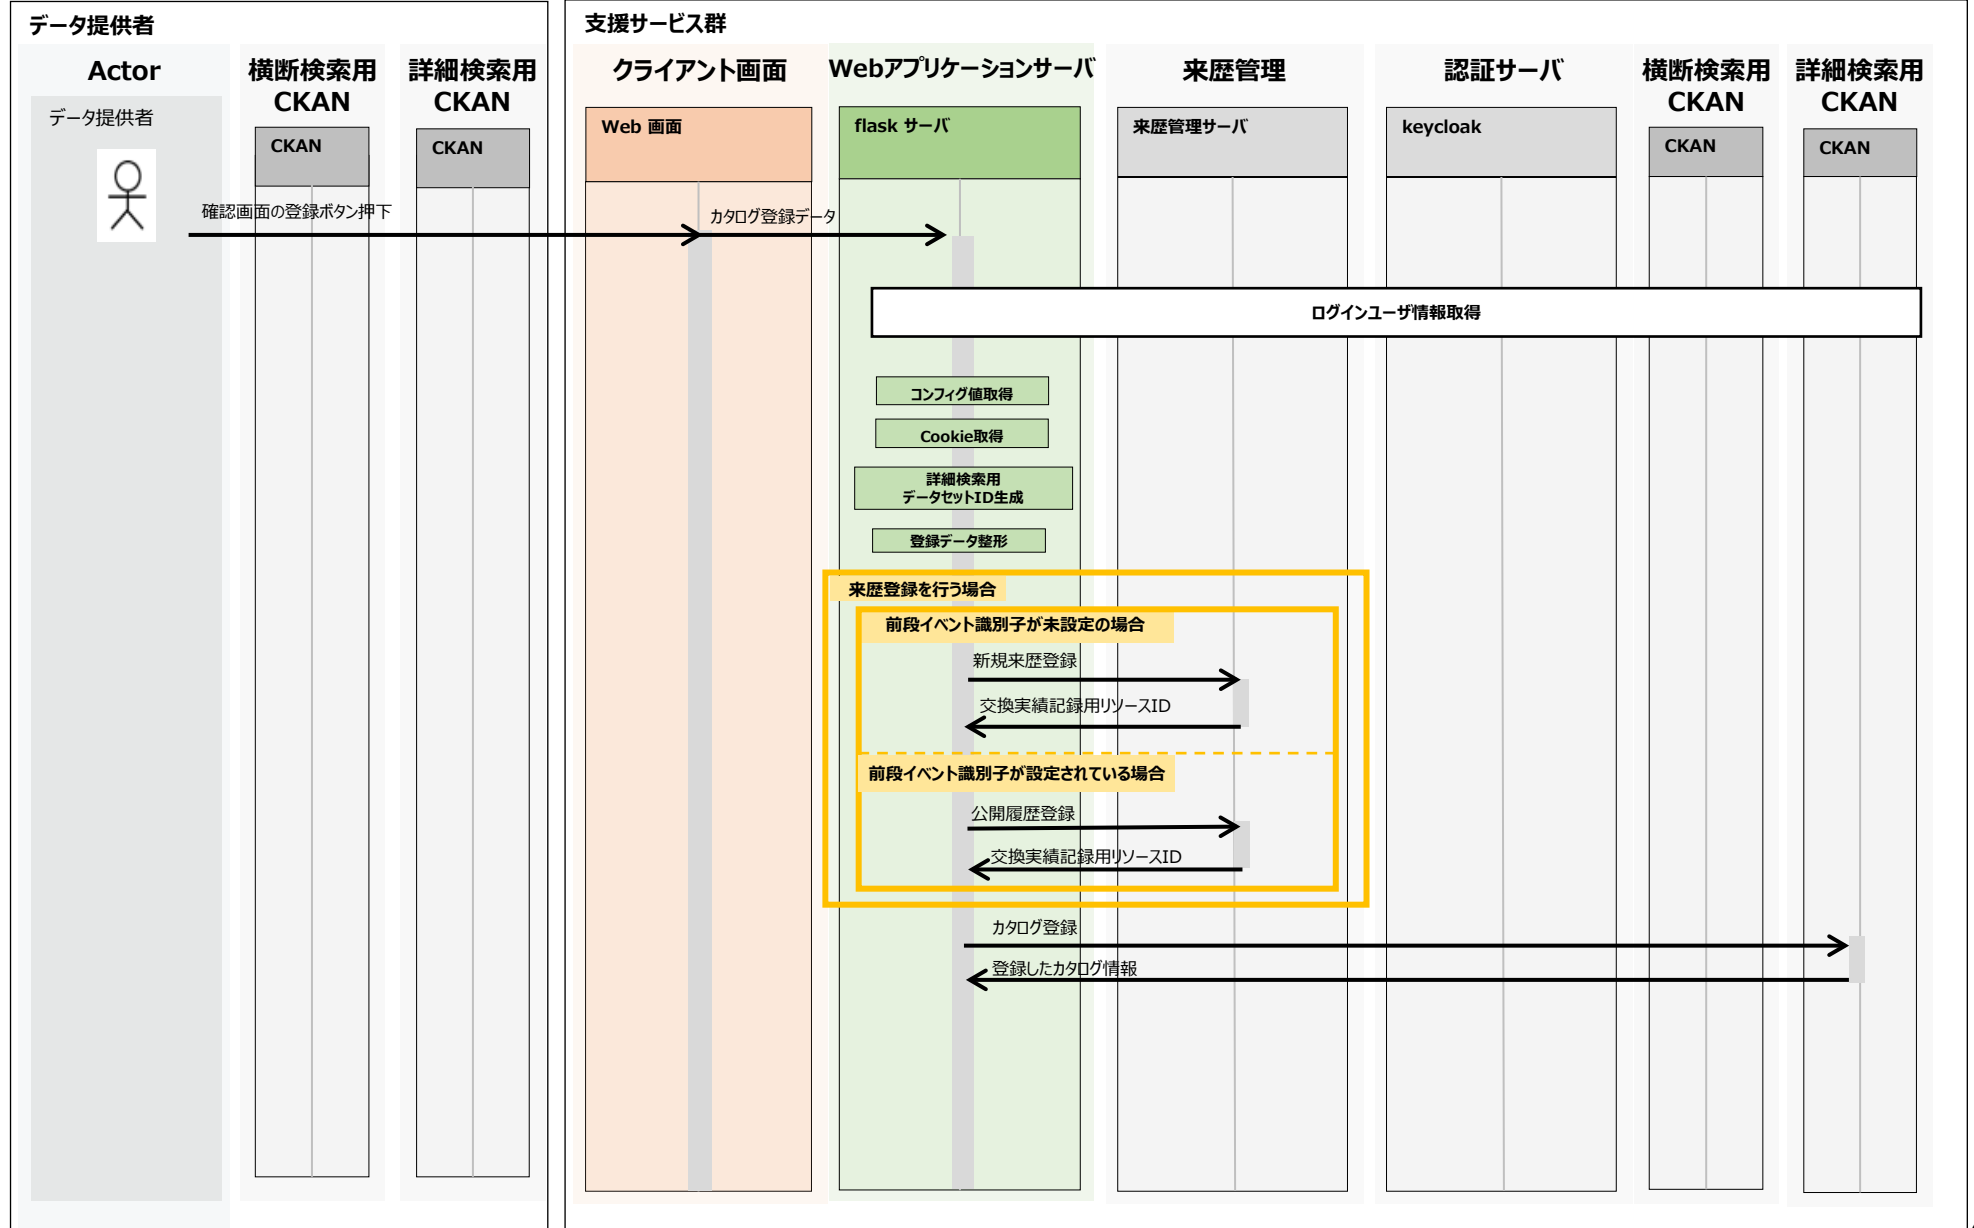 データ提供者
支援サービス群
Actor
横断検索用
CKAN
詳細検索用
CKAN
クライアント画面
Webアプリケーションサーバ
来歴管理
認証サーバ
横断検索用
CKAN
詳細検索用
CKAN
データ提供者
CKAN
CKAN
Web 画面
flask サーバ
来歴管理サーバ
keycloak
CKAN
CKAN
確認画面の登録ボタン押下
カタログ登録データ
ログインユーザ情報取得
コンフィグ値取得
Cookie取得
詳細検索用
データセットID生成
登録データ整形
来歴登録を行う場合
前段イベント識別子が未設定の場合
新規来歴登録
交換実績記録用リソースID
前段イベント識別子が設定されている場合
公開履歴登録
交換実績記録用リソースID
カタログ登録
登録したカタログ情報